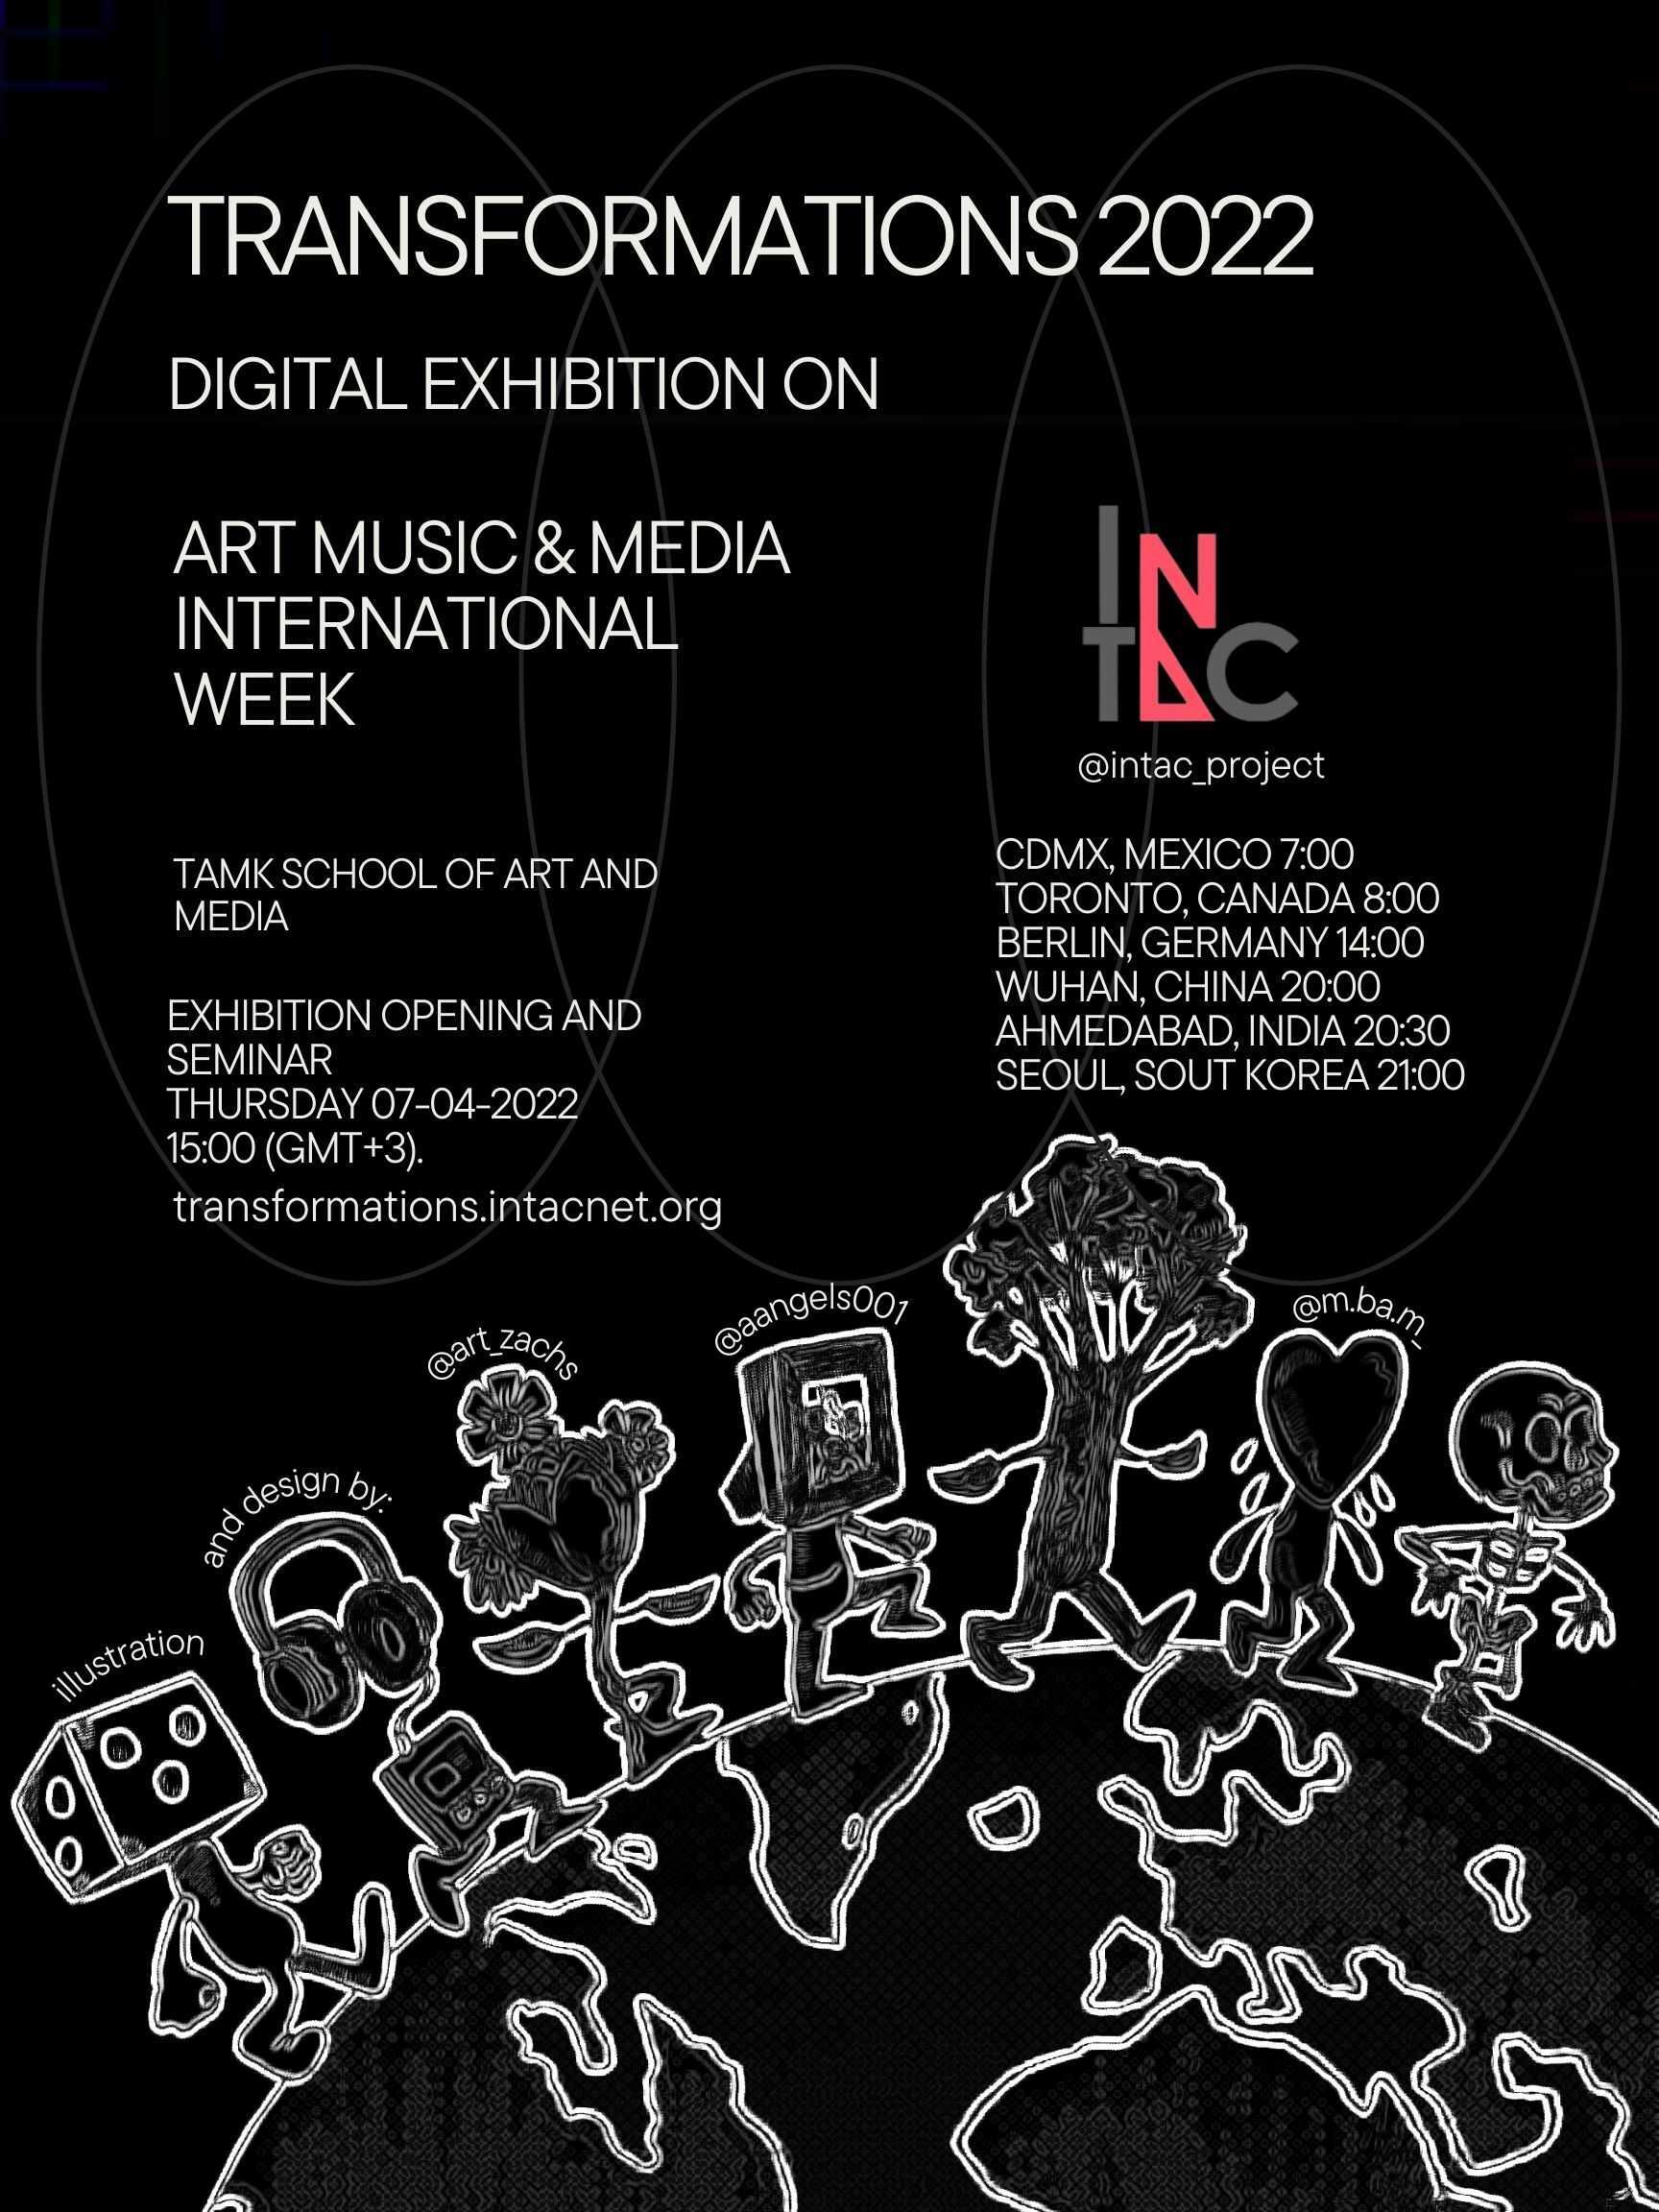 TRANSFORMATIONS 2022
DIGITAL EXHIBITION ON
ART MUSIC & MEDIA
INTERNATIONAL
WEEK
INTAC
@intac_project
TAMK SCHOOL OF ART AND
MEDIA
EXHIBITION OPENING AND
SEMINAR
THURSDAY 07-04-2022
15:00 (GMT+3).
transformations.intacnet.org
CDMX, MEXICO 7:00
TORONTO, CANADA 8:00
BERLIN, GERMANY 14:00
WUHAN, CHINA 20:00
AHMEDABAD, INDIA 20:30
SEOUL, SOUT KOREA 21:00
illustration
and design by:
@art_zachs
@aangels001
@m.ba.m_